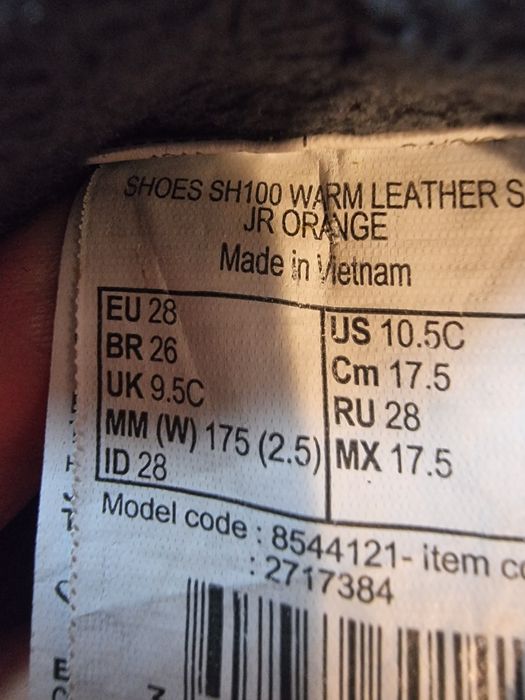 SHOES SH100 WARM LEATHER S
JR ORANGE
Made in Vietnam
EU 28
BR 26
UK 9.5C
MM (W) 175 (2.5)
ID 28
US 10.5C
Cm 17.5
RU 28
MX 17.5
Model code : 8544121- item co
: 2717384